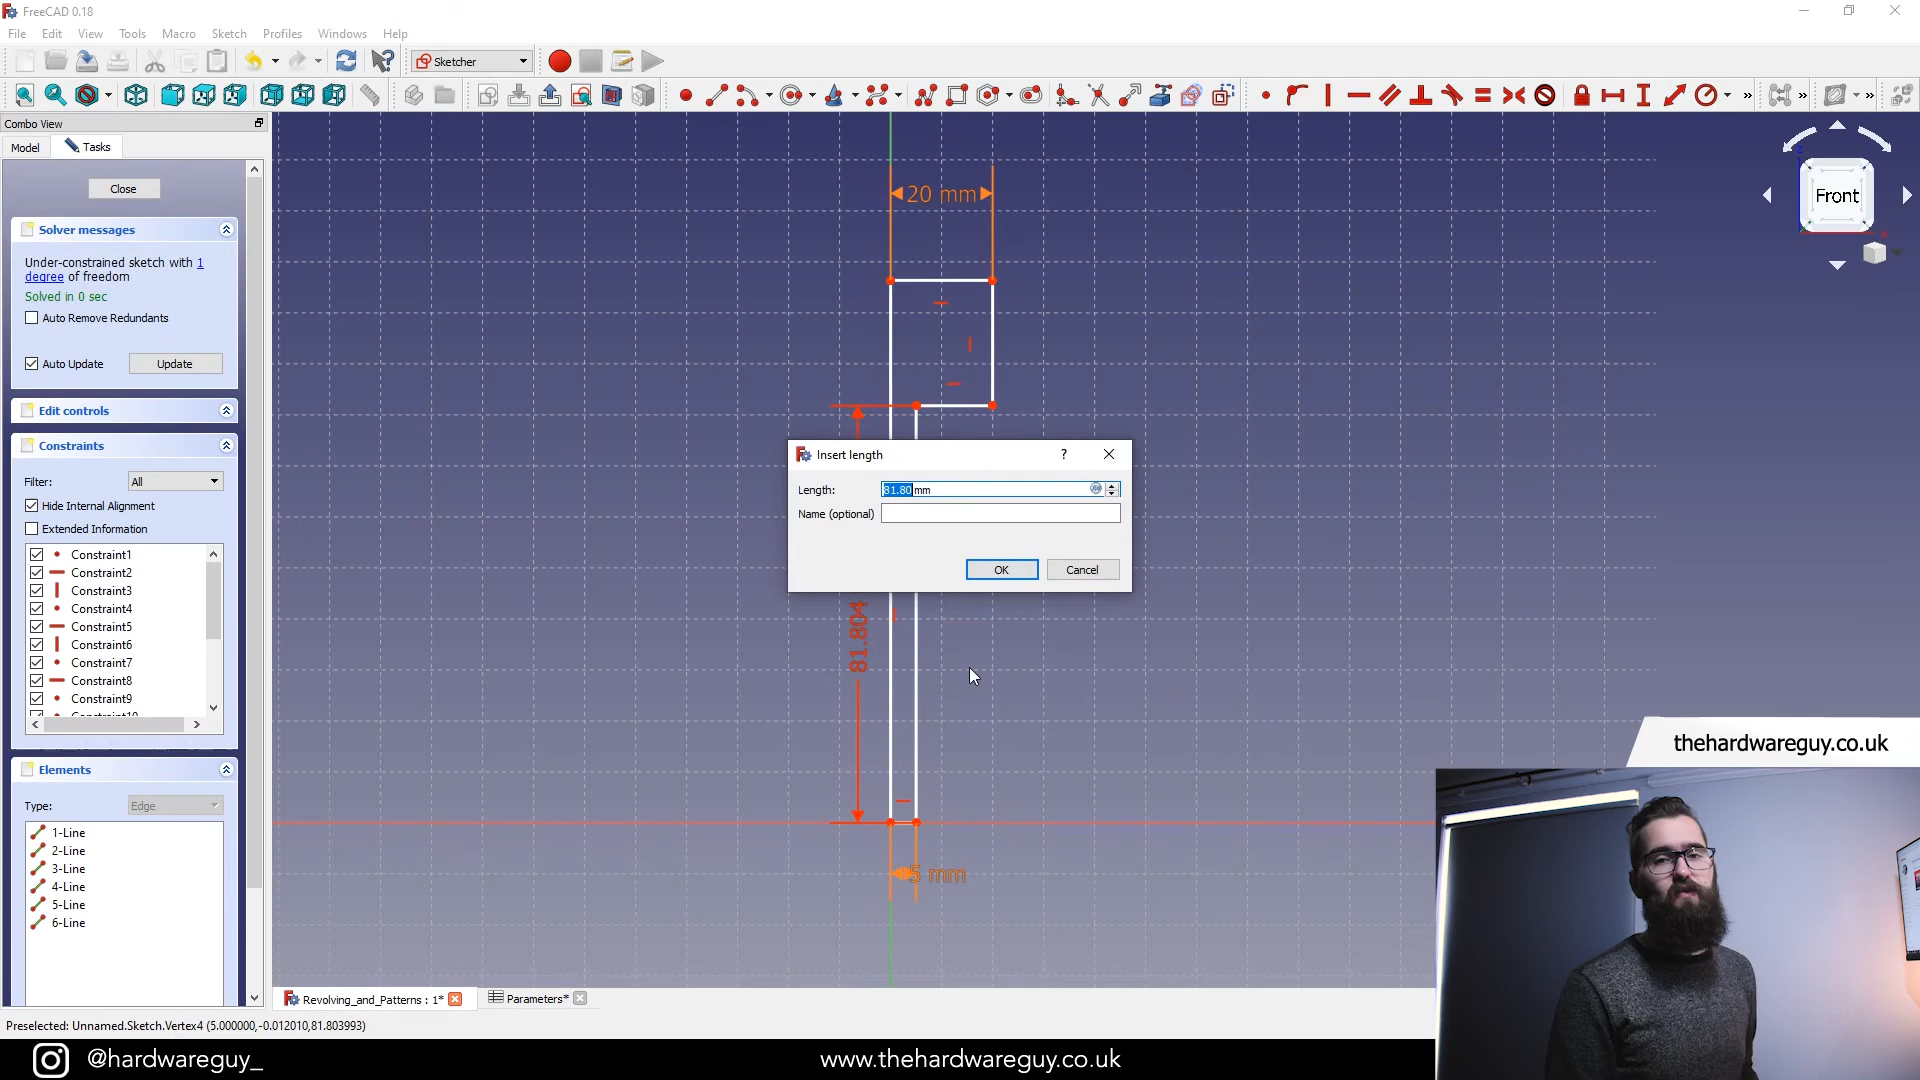 FreeCAD 0.18
File Edit View Tools Macro Sketch Profiles Windows Help
Sketcher
Combo View
Model Tasks
Close
Solver messages
Under-constrained sketch with 1
degree of freedom
Solved in 0 sec
Auto Remove Redundants
Auto Update Update
Edit controls
Constraints
Filter: All
Hide Internal Alignment
Extended Information
Constraint1
Constraint2
Constraint3
Constraint4
Constraint5
Constraint6
Constraint7
Constraint8
Constraint9
Constraint10
Elements
Type: Edge
1-Line
2-Line
3-Line
4-Line
5-Line
6-Line
20 mm
Front
Insert length ?
Length: 81.80 mm
Name (optional)
OK Cancel
81.804
5 mm
thehardwareguy.co.uk
Revolving_and_Patterns : 1* Parameters*
Preselected: Unnamed.Sketch.Vertex4 (5.000000,-0.012010,81.803993)
@hardwareguy_
www.thehardwareguy.co.uk